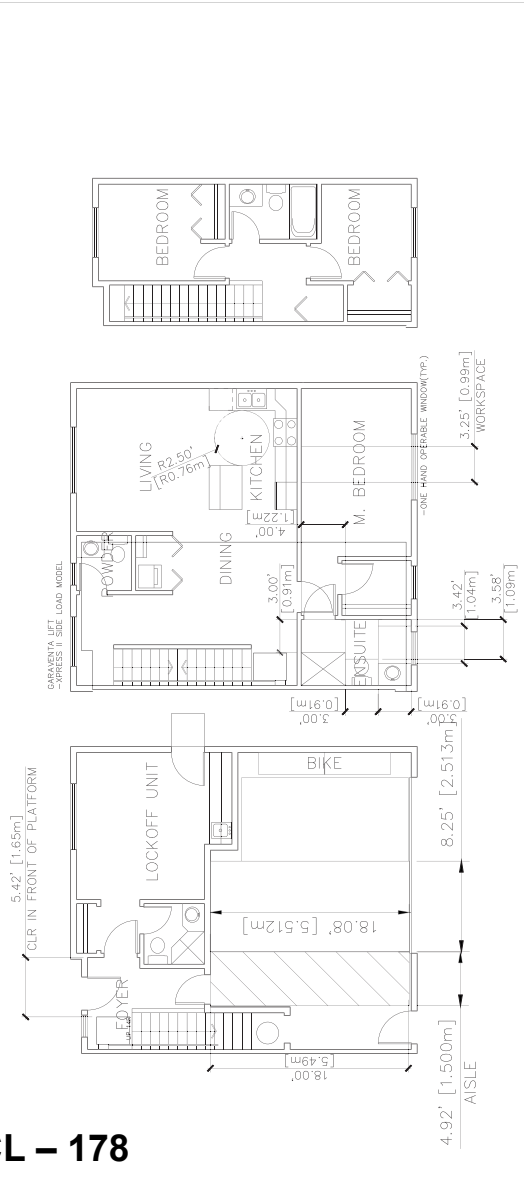 BEDROOM
BEDROOM
LIVING
R2.50'
[R0.76m]
KITCHEN
M. BEDROOM
-ONE HAND OPERABLE WINDOW(TYP.)
3.25' [0.99m]
WORKSPACE
4.00'
[1.22m]
POWDER
DINING
GARAVENTA LIFT
-XPRESS II SIDE LOAD MODEL
3.00'
[0.91m]
3.42'
[1.04m]
3.58'
[1.09m]
ENSUITE
3.00'
[0.91m]
3.00'
[0.91m]
BIKE
LOCKOFF UNIT
5.42' [1.65m]
CLR IN FRONT OF PLATFORM
8.25' [2.513m]
18.08' [5.512m]
FOYER
18.00'
[5.49m]
4.92' [1.500m]
AISLE
CL – 178